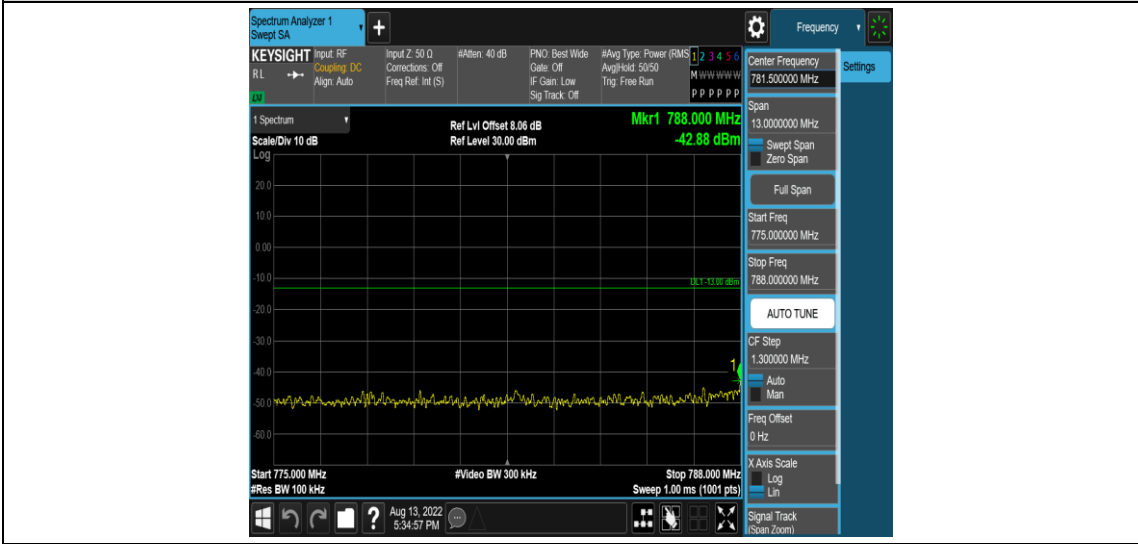 Spectrum Analyzer 1
Swept SA
+
Frequency
KEYSIGHT
RL
Input: RF
Coupling: DC
Align: Auto
Input Z: 50 Ω
Corrections: Off
Freq Ref: Int (S)
#Atten: 40 dB
PNO: Best Wide
Gate: Off
IF Gain: Low
Sig Track: Off
#Avg Type: Power (RMS
Avg|Hold: 50/50
Trig: Free Run
1 2 3 4 5 6
M W W W W W
P P P P P P
1 Spectrum
Scale/Div 10 dB
Log
Ref Lvl Offset 8.06 dB
Ref Level 30.00 dBm
Mkr1 788.000 MHz
-42.88 dBm
20.0
10.0
0.00
-10.0
DL1 -13.00 dBm
-20.0
-30.0
1
-40.0
-50.0
-60.0
Start 775.000 MHz
#Video BW 300 kHz
Stop 788.000 MHz
#Res BW 100 kHz
Sweep 1.00 ms (1001 pts)
?
Aug 13, 2022
5:34:57 PM
Center Frequency
781.500000 MHz
Settings
Span
13.0000000 MHz
Swept Span
Zero Span
Full Span
Start Freq
775.000000 MHz
Stop Freq
788.000000 MHz
AUTO TUNE
CF Step
1.300000 MHz
Auto
Man
Freq Offset
0 Hz
X Axis Scale
Log
Lin
Signal Track
(Span Zoom)